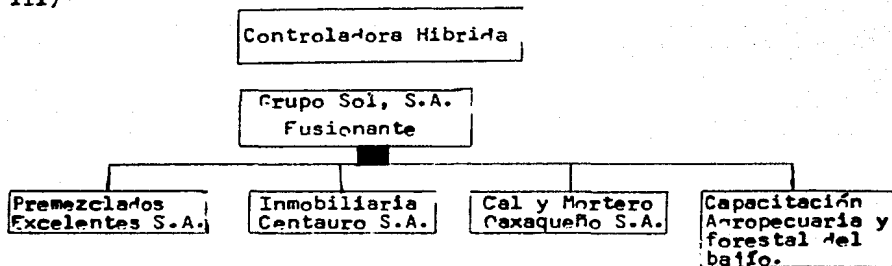 III)
Controladora Hibrida
Grupo Sol, S.A.
Fusionante
Premezclados
Excelentes S.A.
Inmobiliaria
Centauro S.A.
Cal y Mortero
Oaxaqueño S.A.
Capacitación
Agropecuaria y
forestal del
bajío.